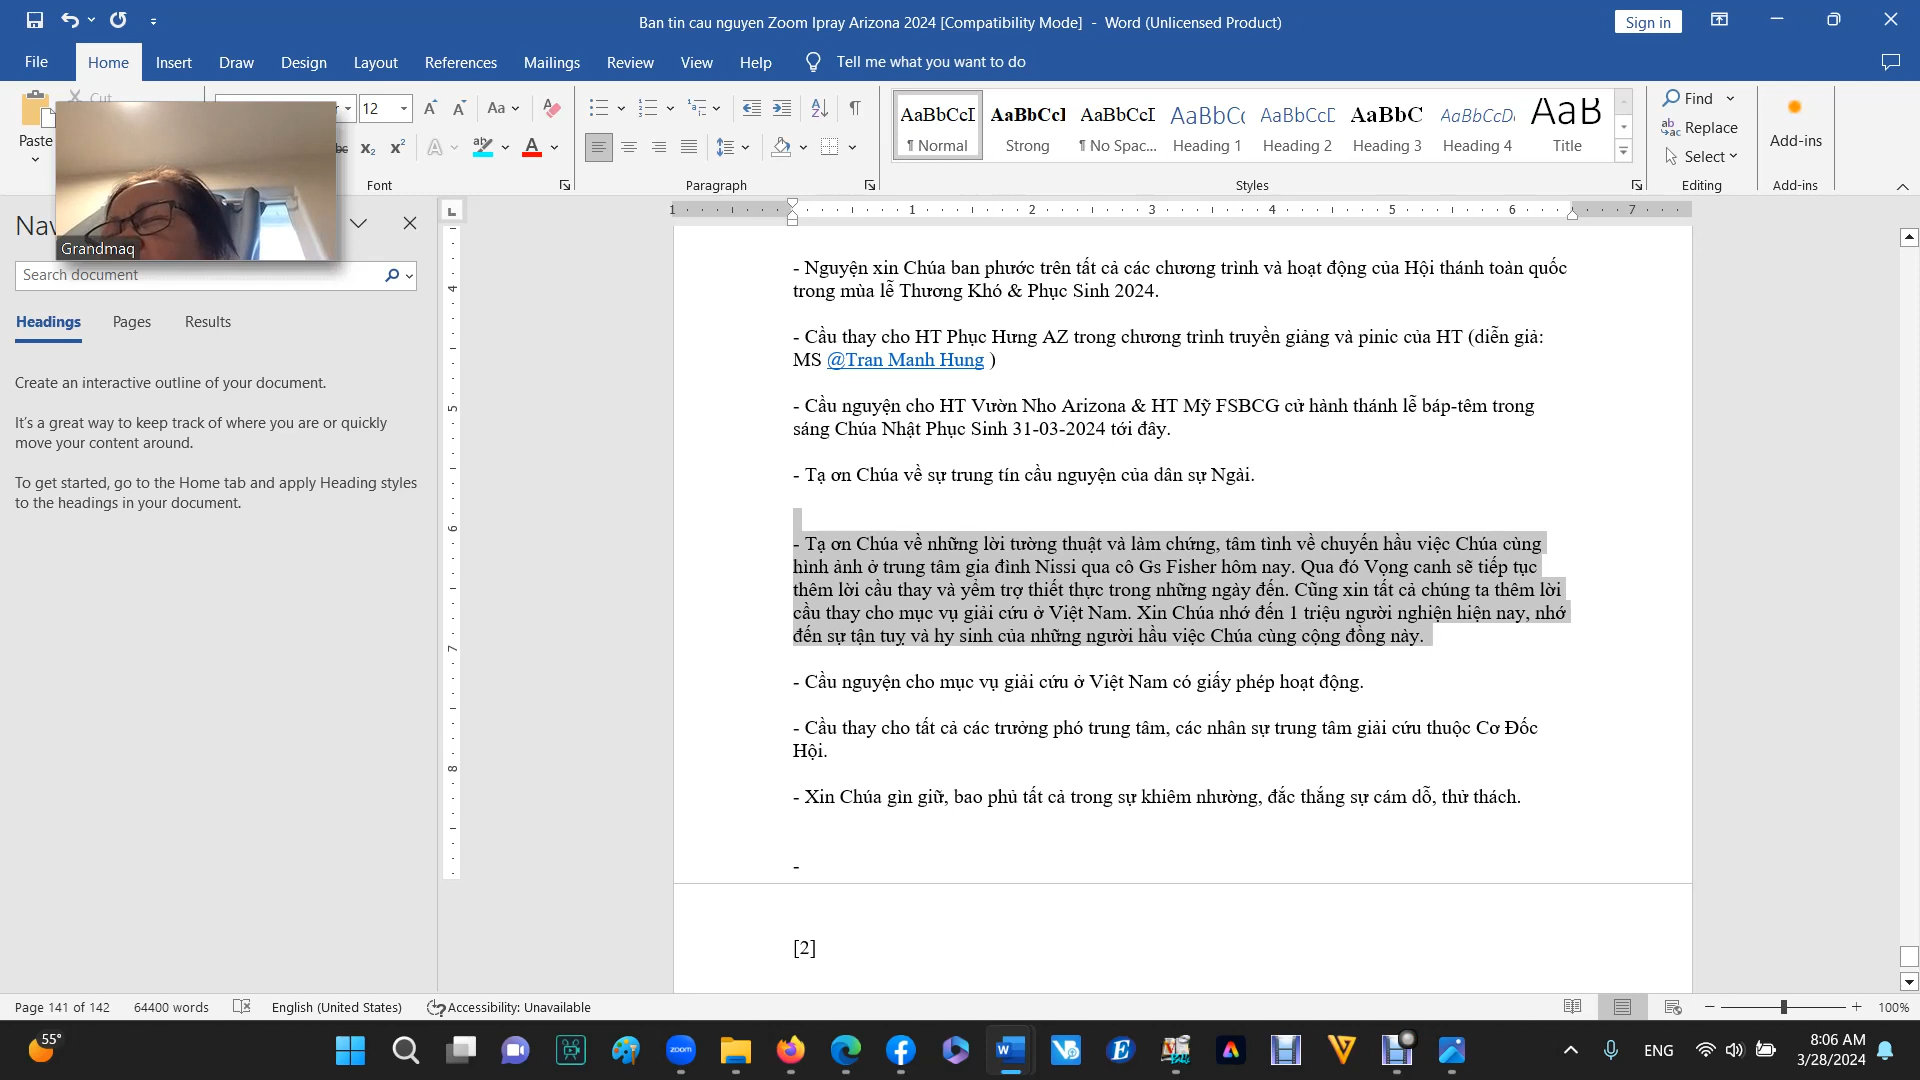 Ban tin cau nguyen Zoom Ipray Arizona 2024 [Compatibility Mode] - Word (Unlicensed Product)
Sign in
File Home Insert Draw Design Layout References Mailings Review View Help Tell me what you want to do
Cut
Paste
12
Aa
Font
Paragraph
AaBbCcI AaBbCcI AaBbCcI AaBbCc AaBbCcD AaBbC AaBbCcDi AaB
¶ Normal Strong ¶ No Spac... Heading 1 Heading 2 Heading 3 Heading 4 Title
Styles
Find
Replace
Select
Editing
Add-ins
Add-ins
Grandmaq
Search document
Headings Pages Results
Create an interactive outline of your document.
It's a great way to keep track of where you are or quickly
move your content around.
To get started, go to the Home tab and apply Heading styles
to the headings in your document.
1 1 2 3 4 5 6 7
4
5
6
7
8
- Nguyện xin Chúa ban phước trên tất cả các chương trình và hoạt động của Hội thánh toàn quốc
trong mùa lễ Thương Khó & Phục Sinh 2024.
- Cầu thay cho HT Phục Hưng AZ trong chương trình truyền giảng và pinic của HT (diễn giả:
MS @Tran Manh Hung )
- Cầu nguyện cho HT Vườn Nho Arizona & HT Mỹ FSBCG cử hành thánh lễ báp-têm trong
sáng Chúa Nhật Phục Sinh 31-03-2024 tới đây.
- Tạ ơn Chúa về sự trung tín cầu nguyện của dân sự Ngài.
- Tạ ơn Chúa về những lời tường thuật và làm chứng, tâm tình về chuyến hầu việc Chúa cùng
hình ảnh ở trung tâm gia đình Nissi qua cô Gs Fisher hôm nay. Qua đó Vọng canh sẽ tiếp tục
thêm lời cầu thay và yểm trợ thiết thực trong những ngày đến. Cũng xin tất cả chúng ta thêm lời
cầu thay cho mục vụ giải cứu ở Việt Nam. Xin Chúa nhớ đến 1 triệu người nghiện hiện nay, nhớ
đến sự tận tuỵ và hy sinh của những người hầu việc Chúa cùng cộng đồng này.
- Cầu nguyện cho mục vụ giải cứu ở Việt Nam có giấy phép hoạt động.
- Cầu thay cho tất cả các trưởng phó trung tâm, các nhân sự trung tâm giải cứu thuộc Cơ Đốc
Hội.
- Xin Chúa gìn giữ, bao phủ tất cả trong sự khiêm nhường, đắc thắng sự cám dỗ, thử thách.
-
[2]
Page 141 of 142 64400 words English (United States) Accessibility: Unavailable 100%
55°
zoom
ENG
8:06 AM
3/28/2024